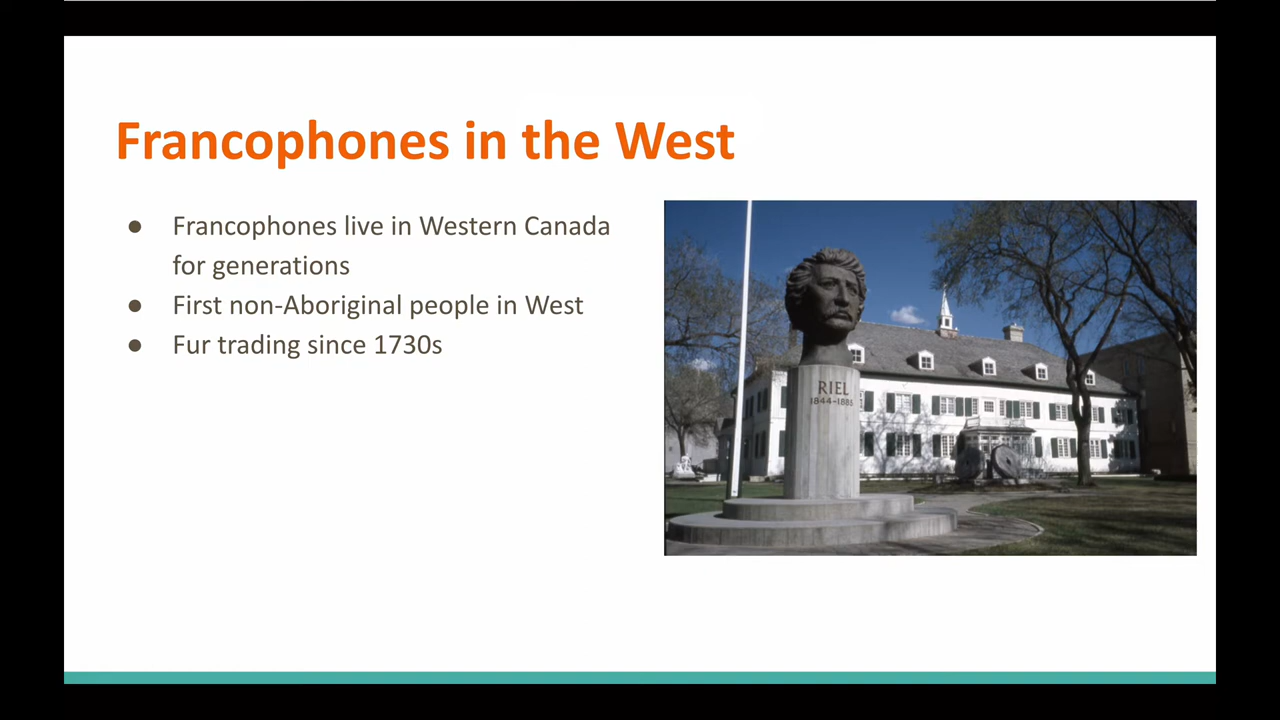 Francophones in the West
● Francophones live in Western Canada
for generations
● First non-Aboriginal people in West
● Fur trading since 1730s
RIEL
1844-1885